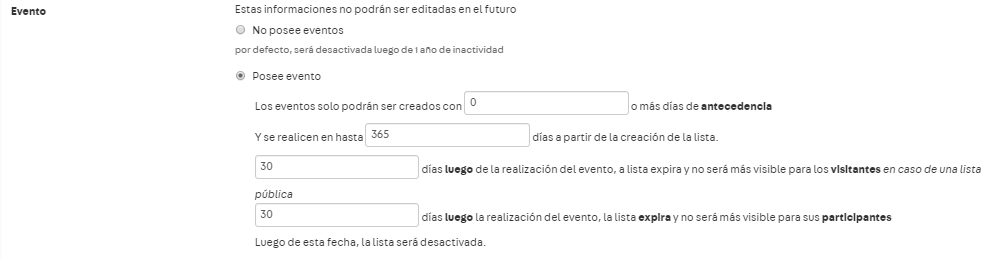 Evento
Estas informaciones no podrán ser editadas en el futuro
No posee eventos
por defecto, será desactivada luego de 1 año de inactividad
Posee evento
Los eventos solo podrán ser creados con 0 o más días de antecedencia
Y se realicen en hasta 365 días a partir de la creación de la lista.
30 días luego de la realización del evento, a lista expira y no será más visible para los visitantes en caso de una lista
pública
30 días luego la realización del evento, la lista expira y no será más visible para sus participantes
Luego de esta fecha, la lista será desactivada.